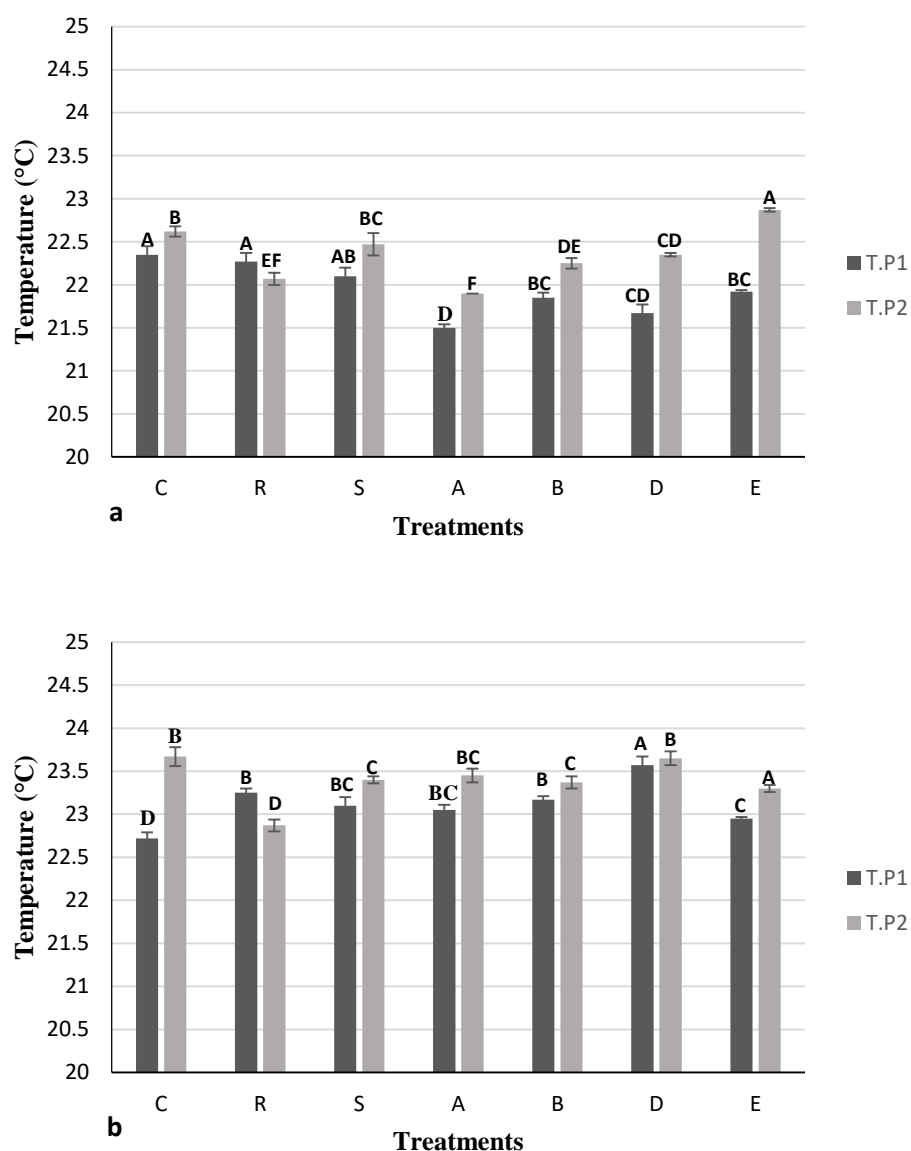 25
24.5
24
23.5
23
22.5
22
21.5
21
20.5
20
Temperature (°C)
A B
A EF
AB BC
D F
BC DE
CD CD
BC A
C R S A B D E
a
Treatments
T.P1
T.P2
25
24.5
24
23.5
23
22.5
22
21.5
21
20.5
20
Temperature (°C)
D B
B D
BC C
BC BC
B C
A B
C A
C R S A B D E
b
Treatments
T.P1
T.P2